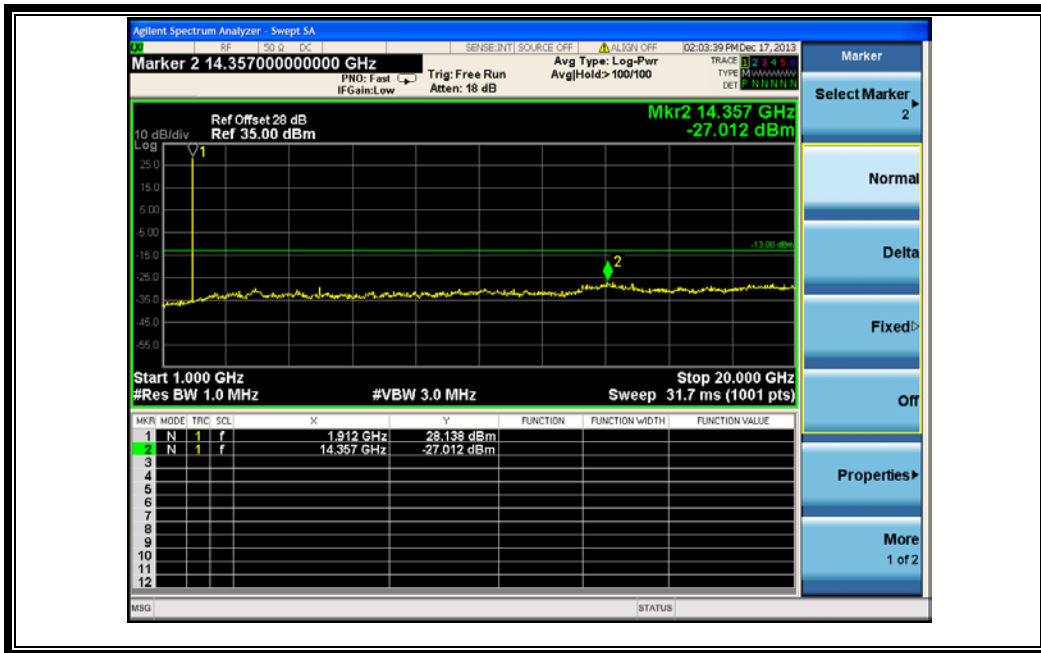 Agilent Spectrum Analyzer - Swept SA
LXI RF 50 Ω DC SENSE:INT SOURCE OFF ALIGN OFF 02:03:39 PM Dec 17, 2013
Marker 2 14.357000000000 GHz
PNO: Fast
IFGain:Low
Trig: Free Run
Atten: 18 dB
Avg Type: Log-Pwr
Avg|Hold:> 100/100
TRACE 1 2 3 4 5 6
TYPE M WWWWW
DET P N N N N N
Mkr2 14.357 GHz
-27.012 dBm
Ref Offset 28 dB
10 dB/div Ref 35.00 dBm
Log
1
25.0
15.0
5.00
-5.00
-13.00 dBm
-15.0
2
-25.0
-35.0
-45.0
-55.0
Start 1.000 GHz Stop 20.000 GHz
#Res BW 1.0 MHz #VBW 3.0 MHz Sweep 31.7 ms (1001 pts)
MKR MODE TRC SCL X Y FUNCTION FUNCTION WIDTH FUNCTION VALUE
1 N 1 f 1.912 GHz 28.138 dBm
2 N 1 f 14.357 GHz -27.012 dBm
3
4
5
6
7
8
9
10
11
12
MSG STATUS
Marker
Select Marker
2
Normal
Delta
Fixed
Off
Properties
More
1 of 2